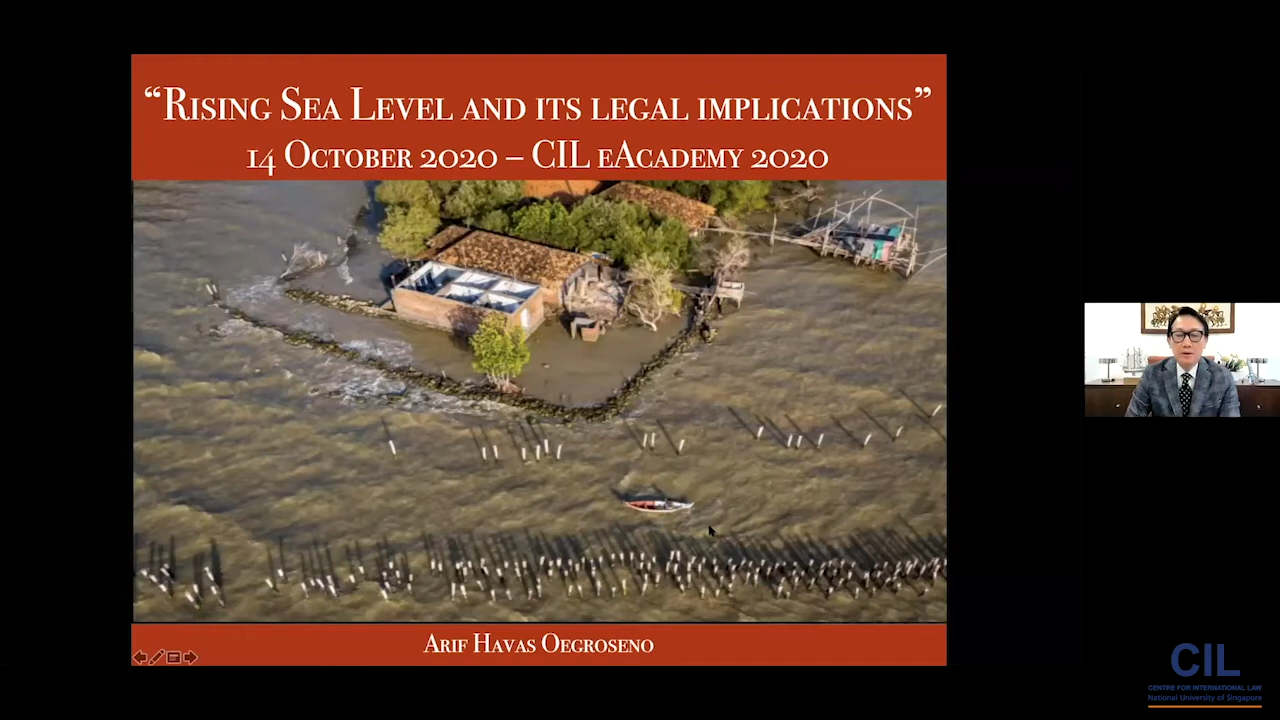 “Rising Sea Level and its legal implications”
14 October 2020 – CIL eAcademy 2020
Arif Havas Oegroseno
CIL
CENTRE FOR INTERNATIONAL LAW
National University of Singapore